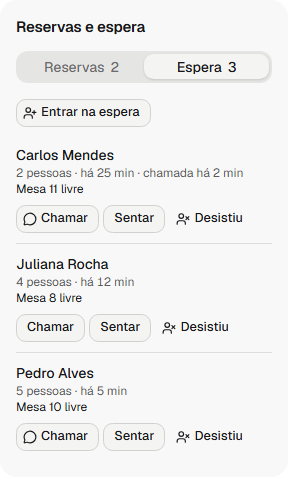 Reservas e espera
Reservas 2
Espera 3
Entrar na espera
Carlos Mendes
2 pessoas · há 25 min · chamada há 2 min
Mesa 11 livre
Chamar
Sentar
Desistiu
Juliana Rocha
4 pessoas · há 12 min
Mesa 8 livre
Chamar
Sentar
Desistiu
Pedro Alves
5 pessoas · há 5 min
Mesa 10 livre
Chamar
Sentar
Desistiu